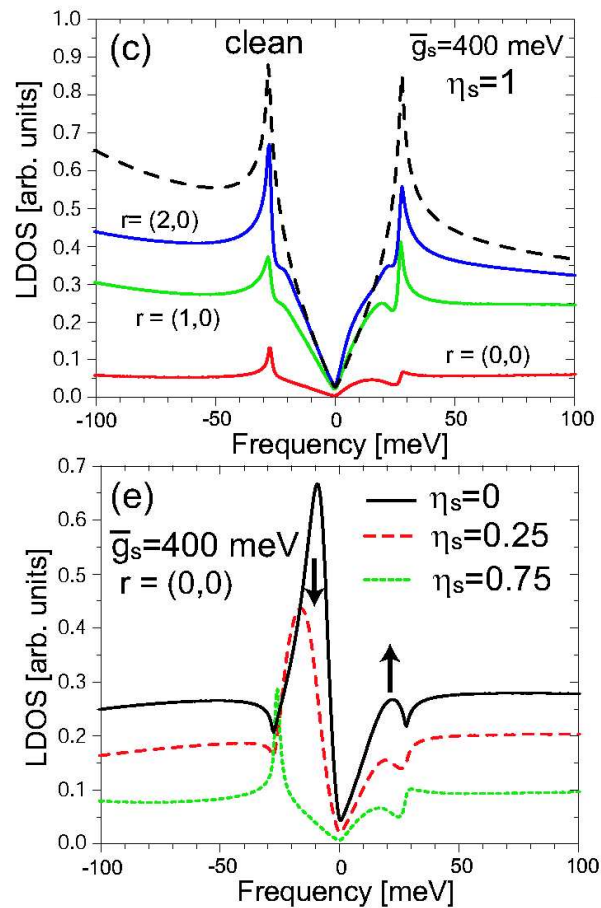 (c) clean g̅ₛ=400 meV
ηₛ=1
LDOS [arb. units]
1.0
0.9
0.8
0.7
0.6
0.5
0.4
0.3
0.2
0.1
0.0
r= (2,0)
r = (1,0)
r = (0,0)
-100 -50 0 50 100
Frequency [meV]
(e)
g̅ₛ=400 meV
r = (0,0)
ηₛ=0
ηₛ=0.25
ηₛ=0.75
LDOS [arb. units]
0.7
0.6
0.5
0.4
0.3
0.2
0.1
0.0
-100 -50 0 50 100
Frequency [meV]